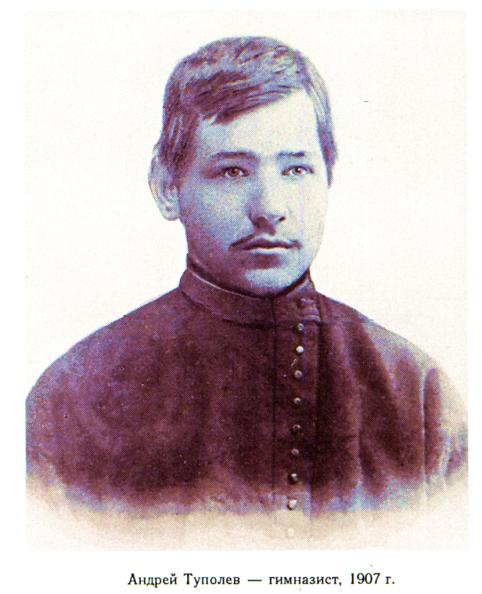 Андрей Туполев — гимназист, 1907 г.